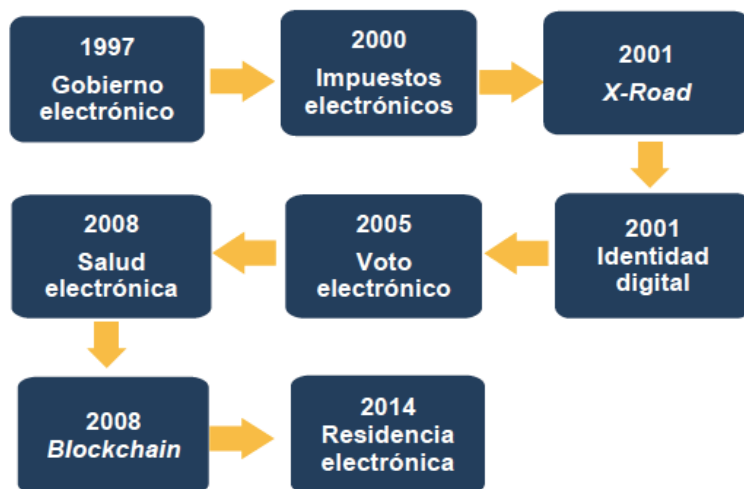 1997
Gobierno
electrónico
2000
Impuestos
electrónicos
2001
X-Road
2001
Identidad
digital
2005
Voto
electrónico
2008
Salud
electrónica
2008
Blockchain
2014
Residencia
electrónica